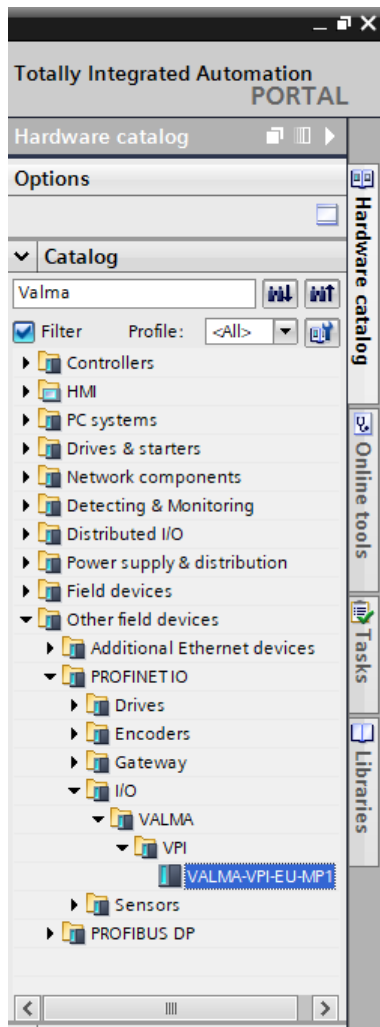 Totally Integrated Automation
PORTAL
Hardware catalog
Options
Catalog
Valma
Filter Profile: <All>
Controllers
HMI
PC systems
Drives & starters
Network components
Detecting & Monitoring
Distributed I/O
Power supply & distribution
Field devices
Other field devices
Additional Ethernet devices
PROFINET IO
Drives
Encoders
Gateway
I/O
VALMA
VPI
VALMA-VPI-EU-MP1
Sensors
PROFIBUS DP
Hardware catalog
Online tools
Tasks
Libraries